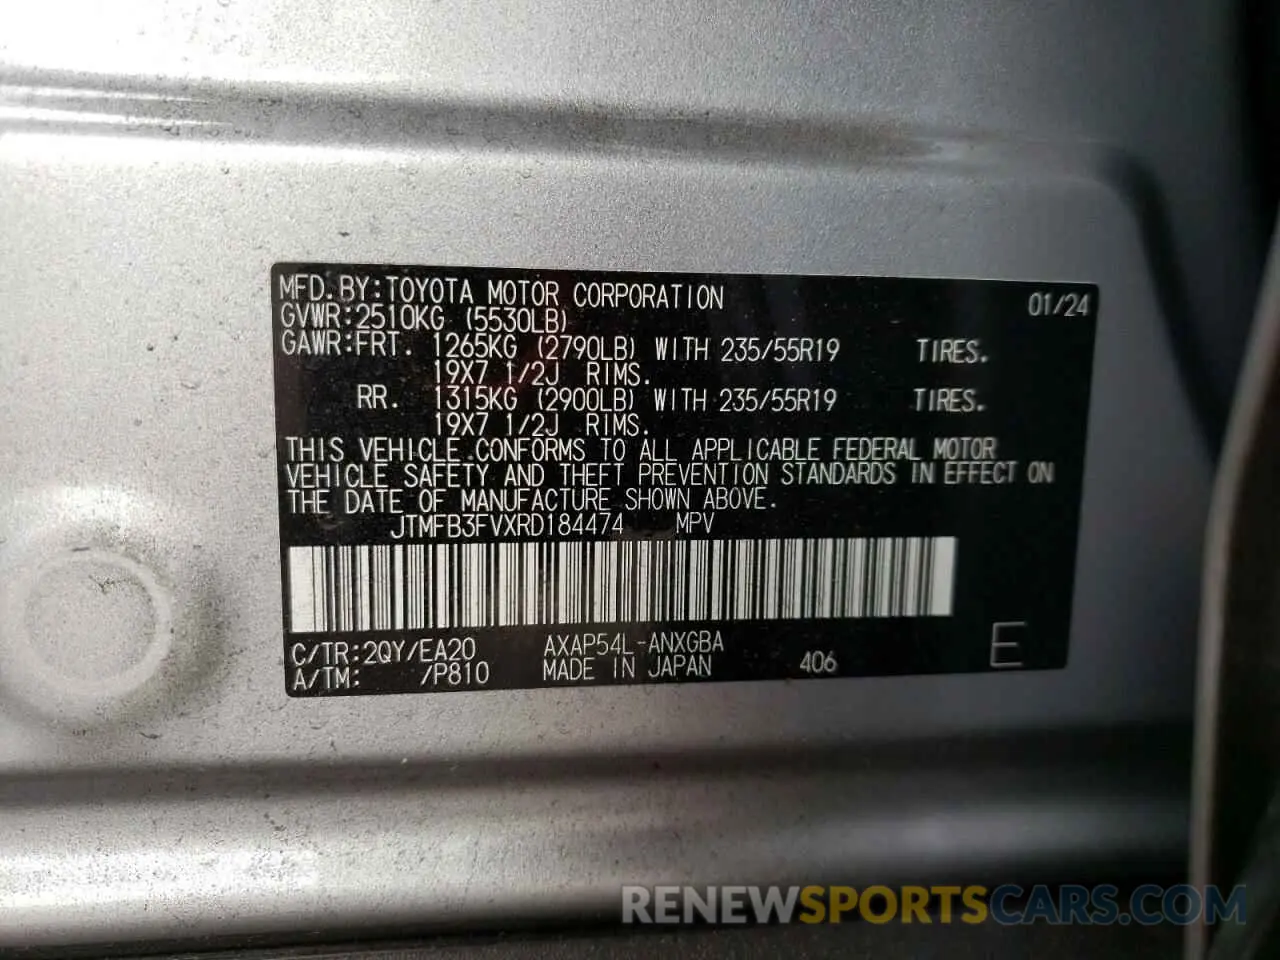 MFD.BY:TOYOTA MOTOR CORPORATION 01/24
GVWR:2510KG (5530LB)
GAWR:FRT. 1265KG (2790LB) WITH 235/55R19 TIRES.
19X7 1/2J RIMS.
RR. 1315KG (2900LB) WITH 235/55R19 TIRES.
19X7 1/2J RIMS.
THIS VEHICLE CONFORMS TO ALL APPLICABLE FEDERAL MOTOR
VEHICLE SAFETY AND THEFT PREVENTION STANDARDS IN EFFECT ON
THE DATE OF MANUFACTURE SHOWN ABOVE.
JTMFB3FVXRD184474 MPV
C/TR:2QY/EA20 AXAP54L-ANXGBA
A/TM: /P810 MADE IN JAPAN 406 E
RENEWSPORTSCARS.COM